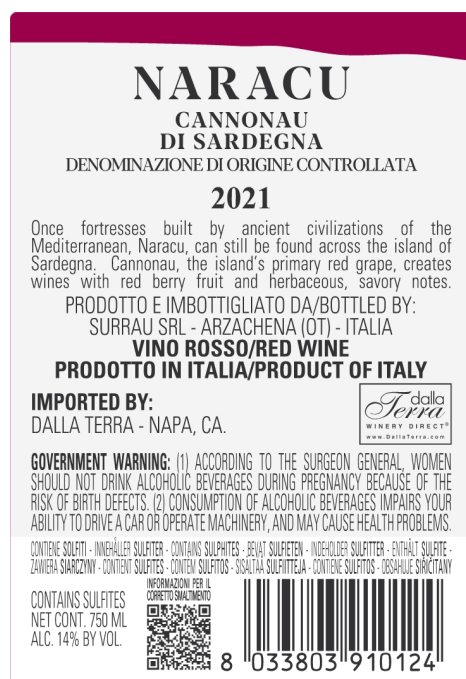 NARACU
CANNONAU
DI SARDEGNA
DENOMINAZIONE DI ORIGINE CONTROLLATA
2021
Once fortresses built by ancient civilizations of the
Mediterranean, Naracu, can still be found across the island of
Sardegna. Cannonau, the island's primary red grape, creates
wines with red berry fruit and herbaceous, savory notes.
PRODOTTO E IMBOTTIGLIATO DA/BOTTLED BY:
SURRAU SRL - ARZACHENA (OT) - ITALIA
VINO ROSSO/RED WINE
PRODOTTO IN ITALIA/PRODUCT OF ITALY
IMPORTED BY:
DALLA TERRA - NAPA, CA.
dalla
Terra
WINERY DIRECT®
www.DallaTerra.com
GOVERNMENT WARNING: (1) ACCORDING TO THE SURGEON GENERAL, WOMEN
SHOULD NOT DRINK ALCOHOLIC BEVERAGES DURING PREGNANCY BECAUSE OF THE
RISK OF BIRTH DEFECTS. (2) CONSUMPTION OF ALCOHOLIC BEVERAGES IMPAIRS YOUR
ABILITY TO DRIVE A CAR OR OPERATE MACHINERY, AND MAY CAUSE HEALTH PROBLEMS.
CONTIENE SOLFITI - INNEHÅLLER SULFITER - CONTAINS SULPHITES - BEVAT SULFIETEN - INDEHOLDER SULFITTER - ENTHÄLT SULFITE -
ZAWIERA SIARCZYNY - CONTIENT SULFITES - CONTEM SULFITOS - SISALTAA SULFIITTEJA - CONTIENE SULFITOS - OBSAHUJE SIŘIČITANY
CONTAINS SULFITES
NET CONT. 750 ML
ALC. 14% BY VOL.
INFORMAZIONI PER IL
CORRETTO SMALTIMENTO
8 033803 910124